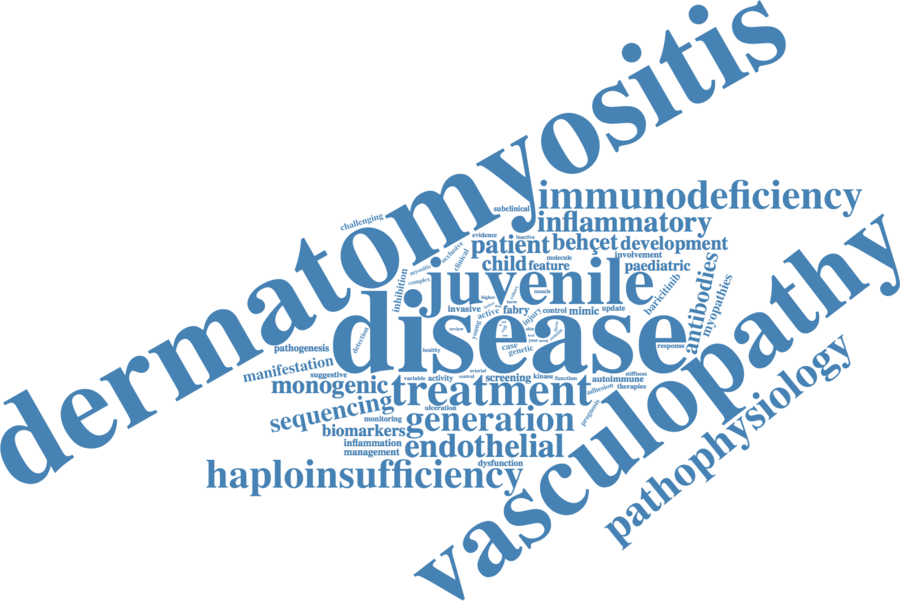 dermatomyositis
immunodeficiency
challenging
subclinical
inflammatory
evidence
inactive
patient
behçet
development
occlusive
clinical
involvement
molecule
child
feature
paediatric
myositis
complex
inhibition
juvenile
muscle
baricitinib
antibodies
myopathies
higher
term
invasive
active
fabry
injury
control
mimic
update
young
disease
vasculopathy
detection
review
case
genetic
year
response
pathogenesis
healthy
manifestation
suggestive
arterial
central
stiffness
monogenic
variable
activity
screening
kinase
function
autoimmune
therapies
treatment
adhesion
pathophysiology
sequencing
ulceration
prognosis
monitoring
generation
biomarkers
inflammation
management
endothelial
dysfunction
haploinsufficiency